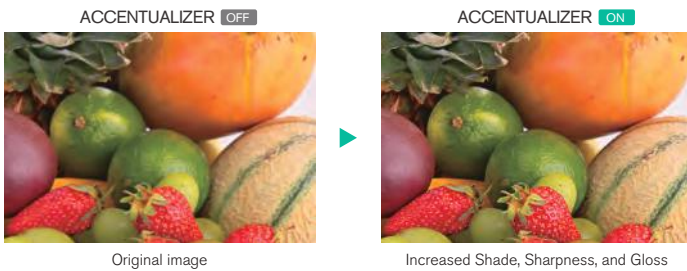 ACCENTUALIZER OFF
ACCENTUALIZER ON
Original image
Increased Shade, Sharpness, and Gloss